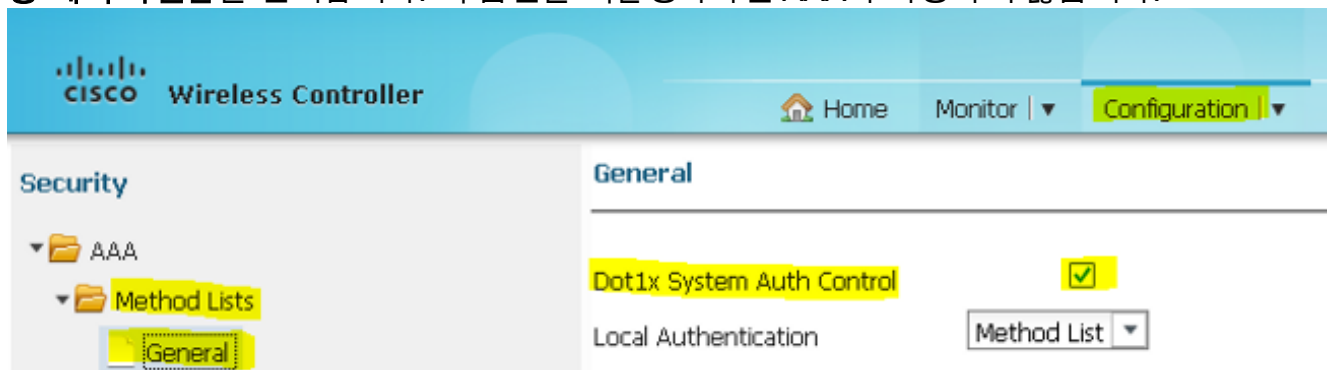 CISCO Wireless Controller
Home Monitor Configuration
Security
General
AAA
Method Lists
General
Dot1x System Auth Control
Local Authentication Method List